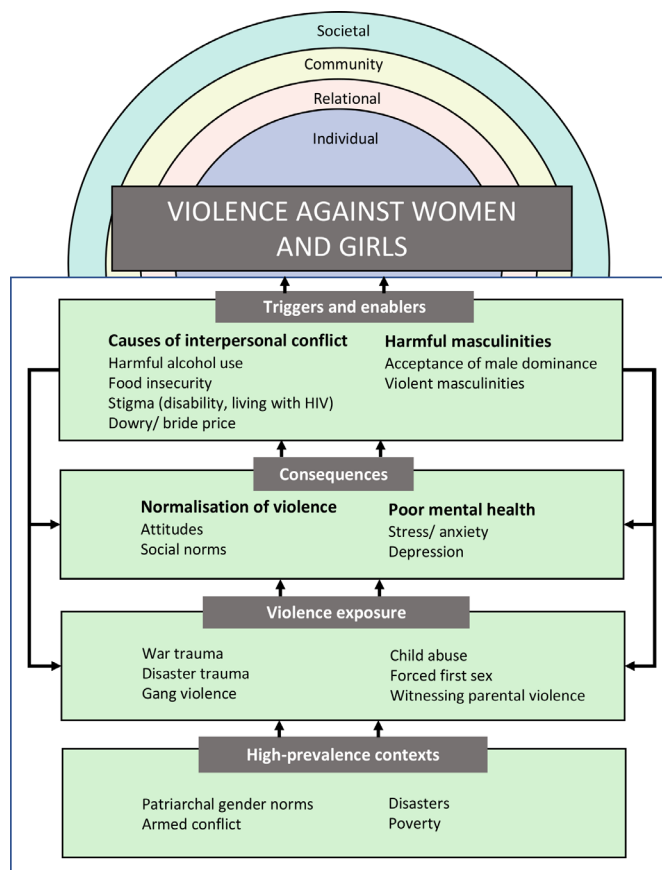 Societal
Community
Relational
Individual
VIOLENCE AGAINST WOMEN
AND GIRLS
Triggers and enablers
Causes of interpersonal conflict
Harmful alcohol use
Food insecurity
Stigma (disability, living with HIV)
Dowry/ bride price
Harmful masculinities
Acceptance of male dominance
Violent masculinities
Consequences
Normalisation of violence
Attitudes
Social norms
Poor mental health
Stress/ anxiety
Depression
Violence exposure
War trauma
Disaster trauma
Gang violence
Child abuse
Forced first sex
Witnessing parental violence
High-prevalence contexts
Patriarchal gender norms
Armed conflict
Disasters
Poverty